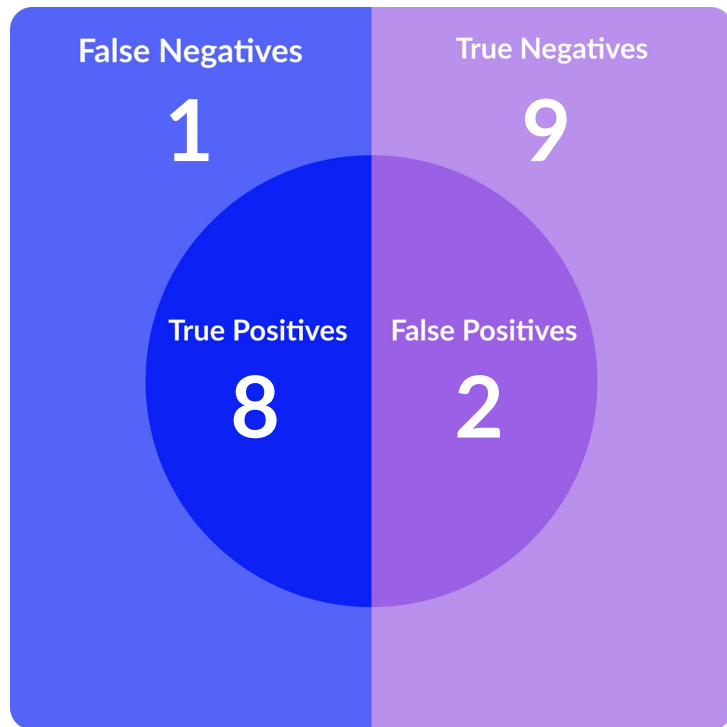 False Negatives
1
True Negatives
9
True Positives
8
False Positives
2